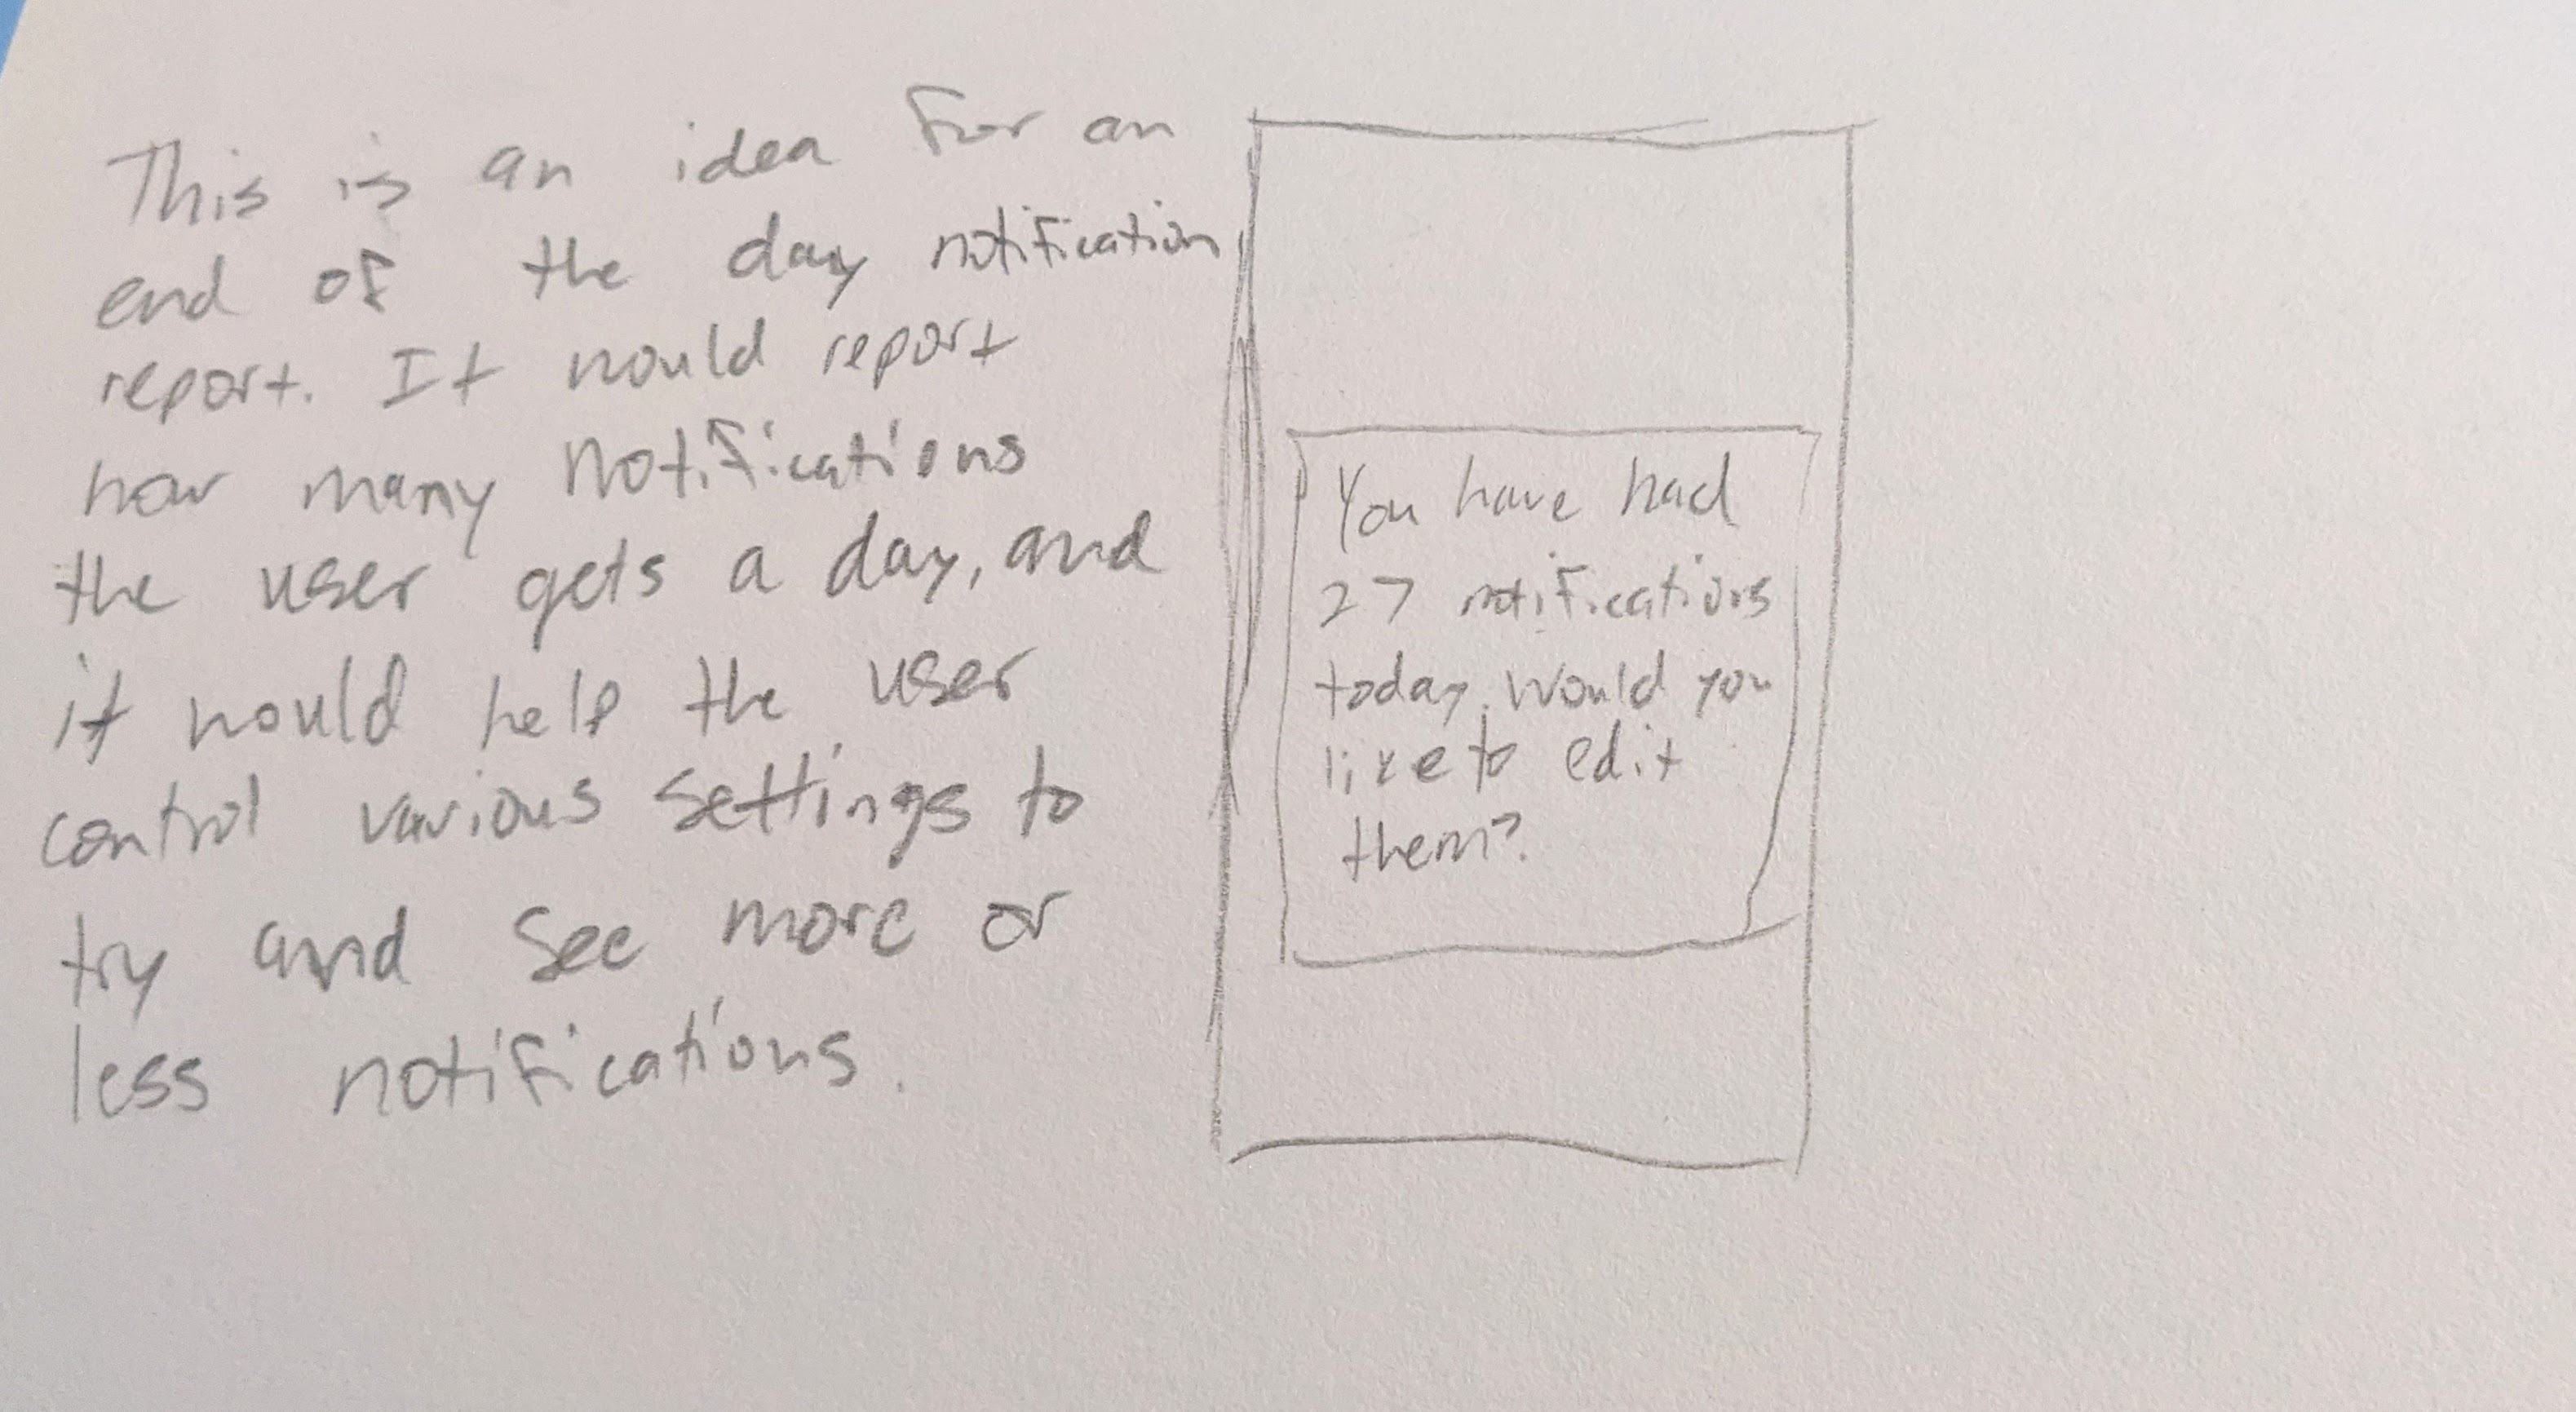 This is an idea for an
end of the day notification
report. It would report
how many notifications
the user gets a day, and
it would help the user
control various settings to
try and see more or
less notifications.
You have had
27 notifications
today. Would you
like to edit
them?